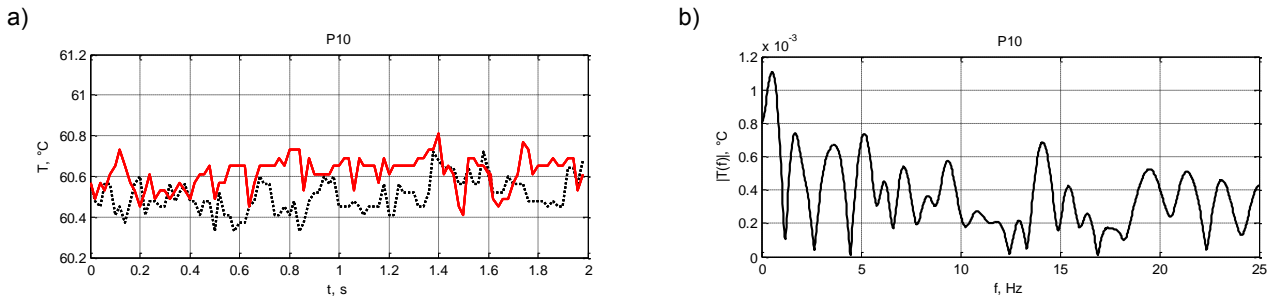 a)
P10
61.2
61
60.8
60.6
60.4
60.2
T, °C
0 0.2 0.4 0.6 0.8 1 1.2 1.4 1.6 1.8 2
t, s
b)
P10
x 10⁻³
1.2
1
0.8
0.6
0.4
0.2
0
|T(f)|, °C
0 5 10 15 20 25
f, Hz